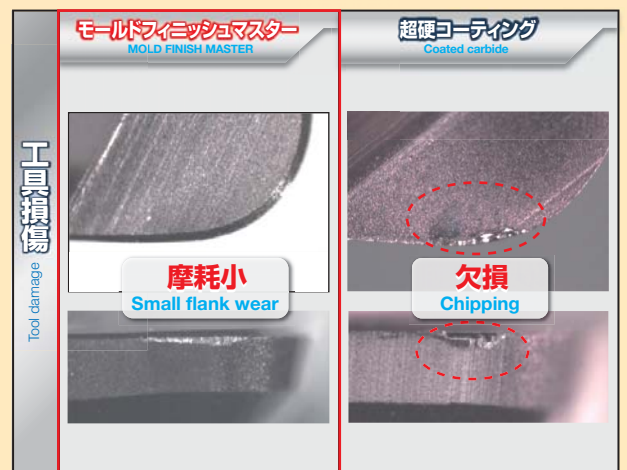 モールドフィニッシュマスター
MOLD FINISH MASTER
超硬コーティング
Coated carbide
工具損傷
Tool damage
摩耗小
Small flank wear
欠損
Chipping